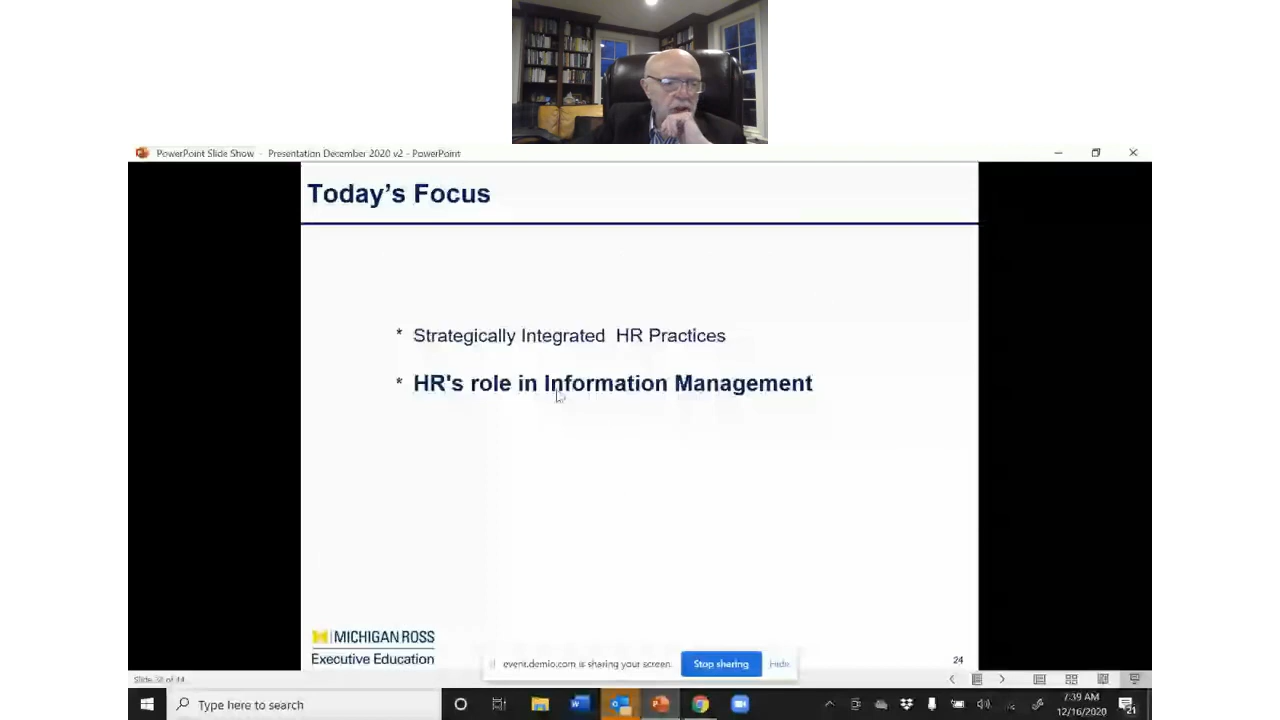 PowerPoint Slide Show - Presentation December 2020 v2 - PowerPoint
Today's Focus
* Strategically Integrated HR Practices
* HR's role in Information Management
MICHIGAN ROSS
Executive Education
event.demio.com is sharing your screen.
Stop sharing
Hide
24
Type here to search
7:39 AM
12/16/2020
21